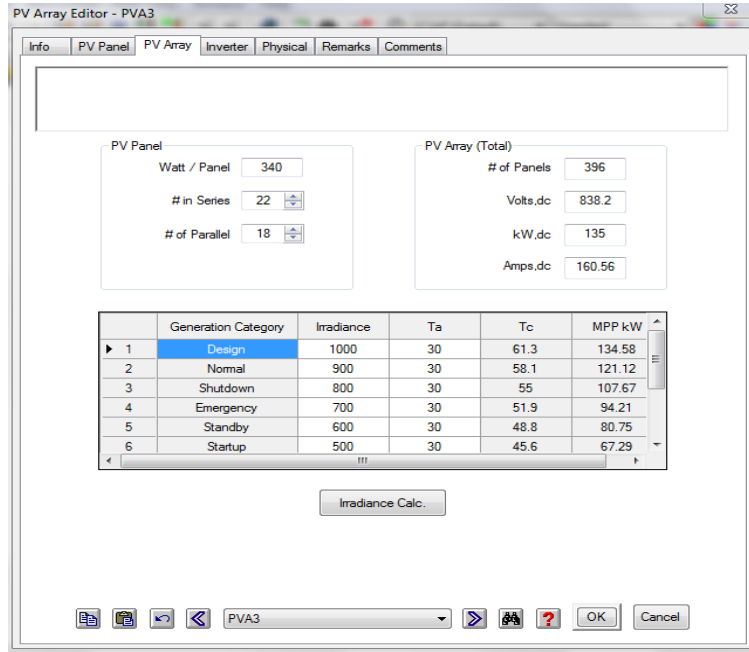 PV Array Editor - PVA3
Info PV Panel PV Array Inverter Physical Remarks Comments
PV Panel
Watt / Panel 340
# in Series 22
# of Parallel 18
PV Array (Total)
# of Panels 396
Volts,dc 838.2
kW,dc 135
Amps,dc 160.56
Generation Category Irradiance Ta Tc MPP kW
1 Design 1000 30 61.3 134.58
2 Normal 900 30 58.1 121.12
3 Shutdown 800 30 55 107.67
4 Emergency 700 30 51.9 94.21
5 Standby 600 30 48.8 80.75
6 Startup 500 30 45.6 67.29
Irradiance Calc.
PVA3 ? OK Cancel